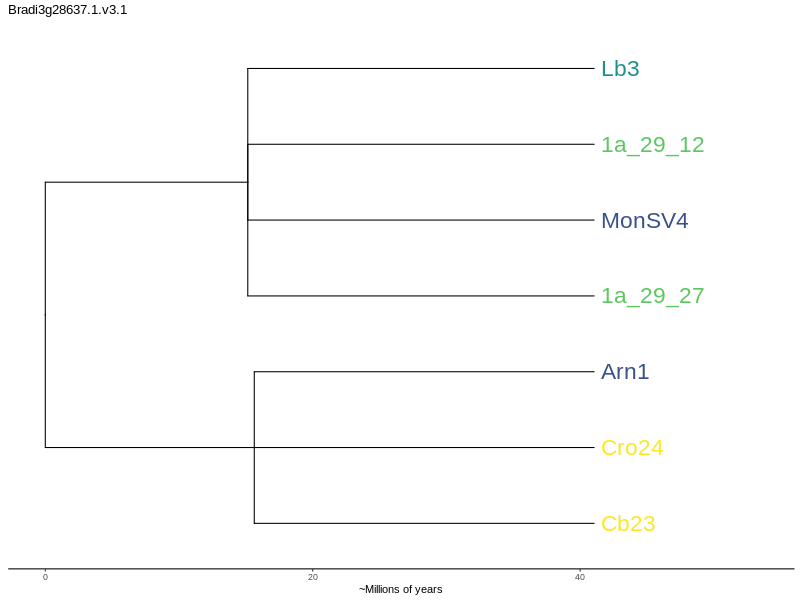 Bradi3g28637.1.v3.1
Lb3
1a_29_12
MonSV4
1a_29_27
Arn1
Cro24
Cb23
0 20 40
~Millions of years